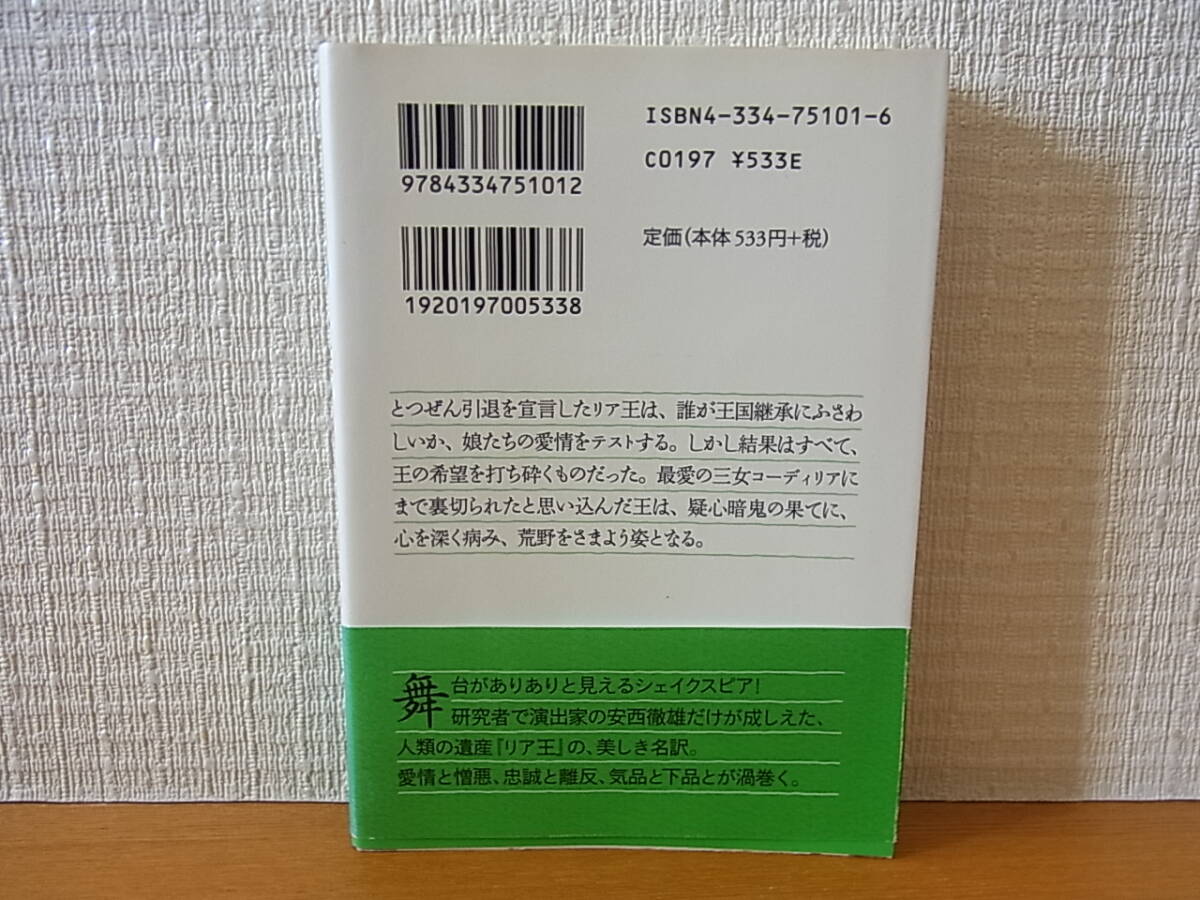 ISBN4-334-75101-6
9784334751012
C0197 ¥533E
定価(本体533円+税)
1920197005338
とつぜん引退を宣言したリア王は、誰が王国継承にふさわ
しいか、娘たちの愛情をテストする。しかし結果はすべて、
王の希望を打ち砕くものだった。最愛の三女コーディリアに
まで裏切られたと思い込んだ王は、疑心暗鬼の果てに、
心を深く病み、荒野をさまよう姿となる。
舞台がありありと見えるシェイクスピア!
研究者で演出家の安西徹雄だけが成しえた、
人類の遺産『リア王』の、美しき名訳。
愛情と憎悪、忠誠と離反、気品と下品とが渦巻く。